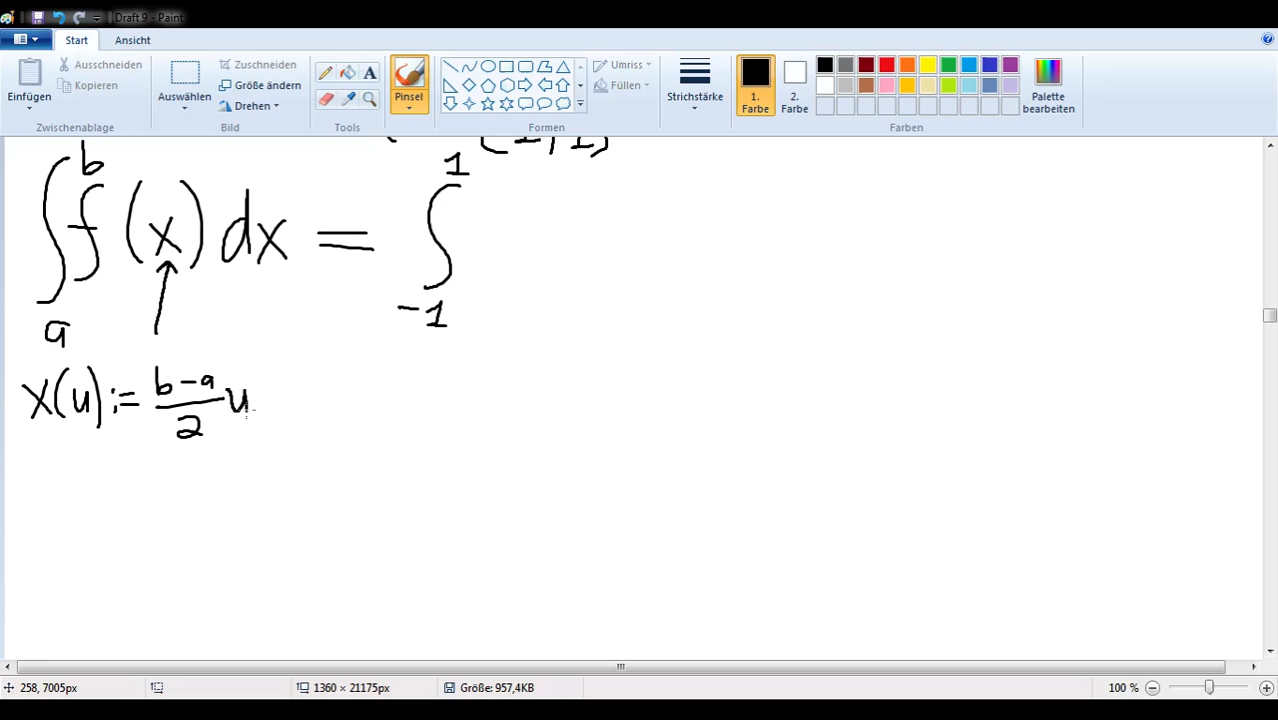 Draft 9 - Paint
Start Ansicht
Einfügen
Ausschneiden
Kopieren
Zwischenablage
Auswählen
Zuschneiden
Größe ändern
Drehen
Bild
A
Tools
Pinsel
Umriss
Füllen
Formen
Strichstärke
1.
Farbe
2.
Farbe
Palette
bearbeiten
Farben
∫_a^b f(x)dx = ∫_{-1}^1
x(u) := \frac{b-a}{2}u
258, 7005px
1360 × 21175px
Größe: 957,4KB
100 %